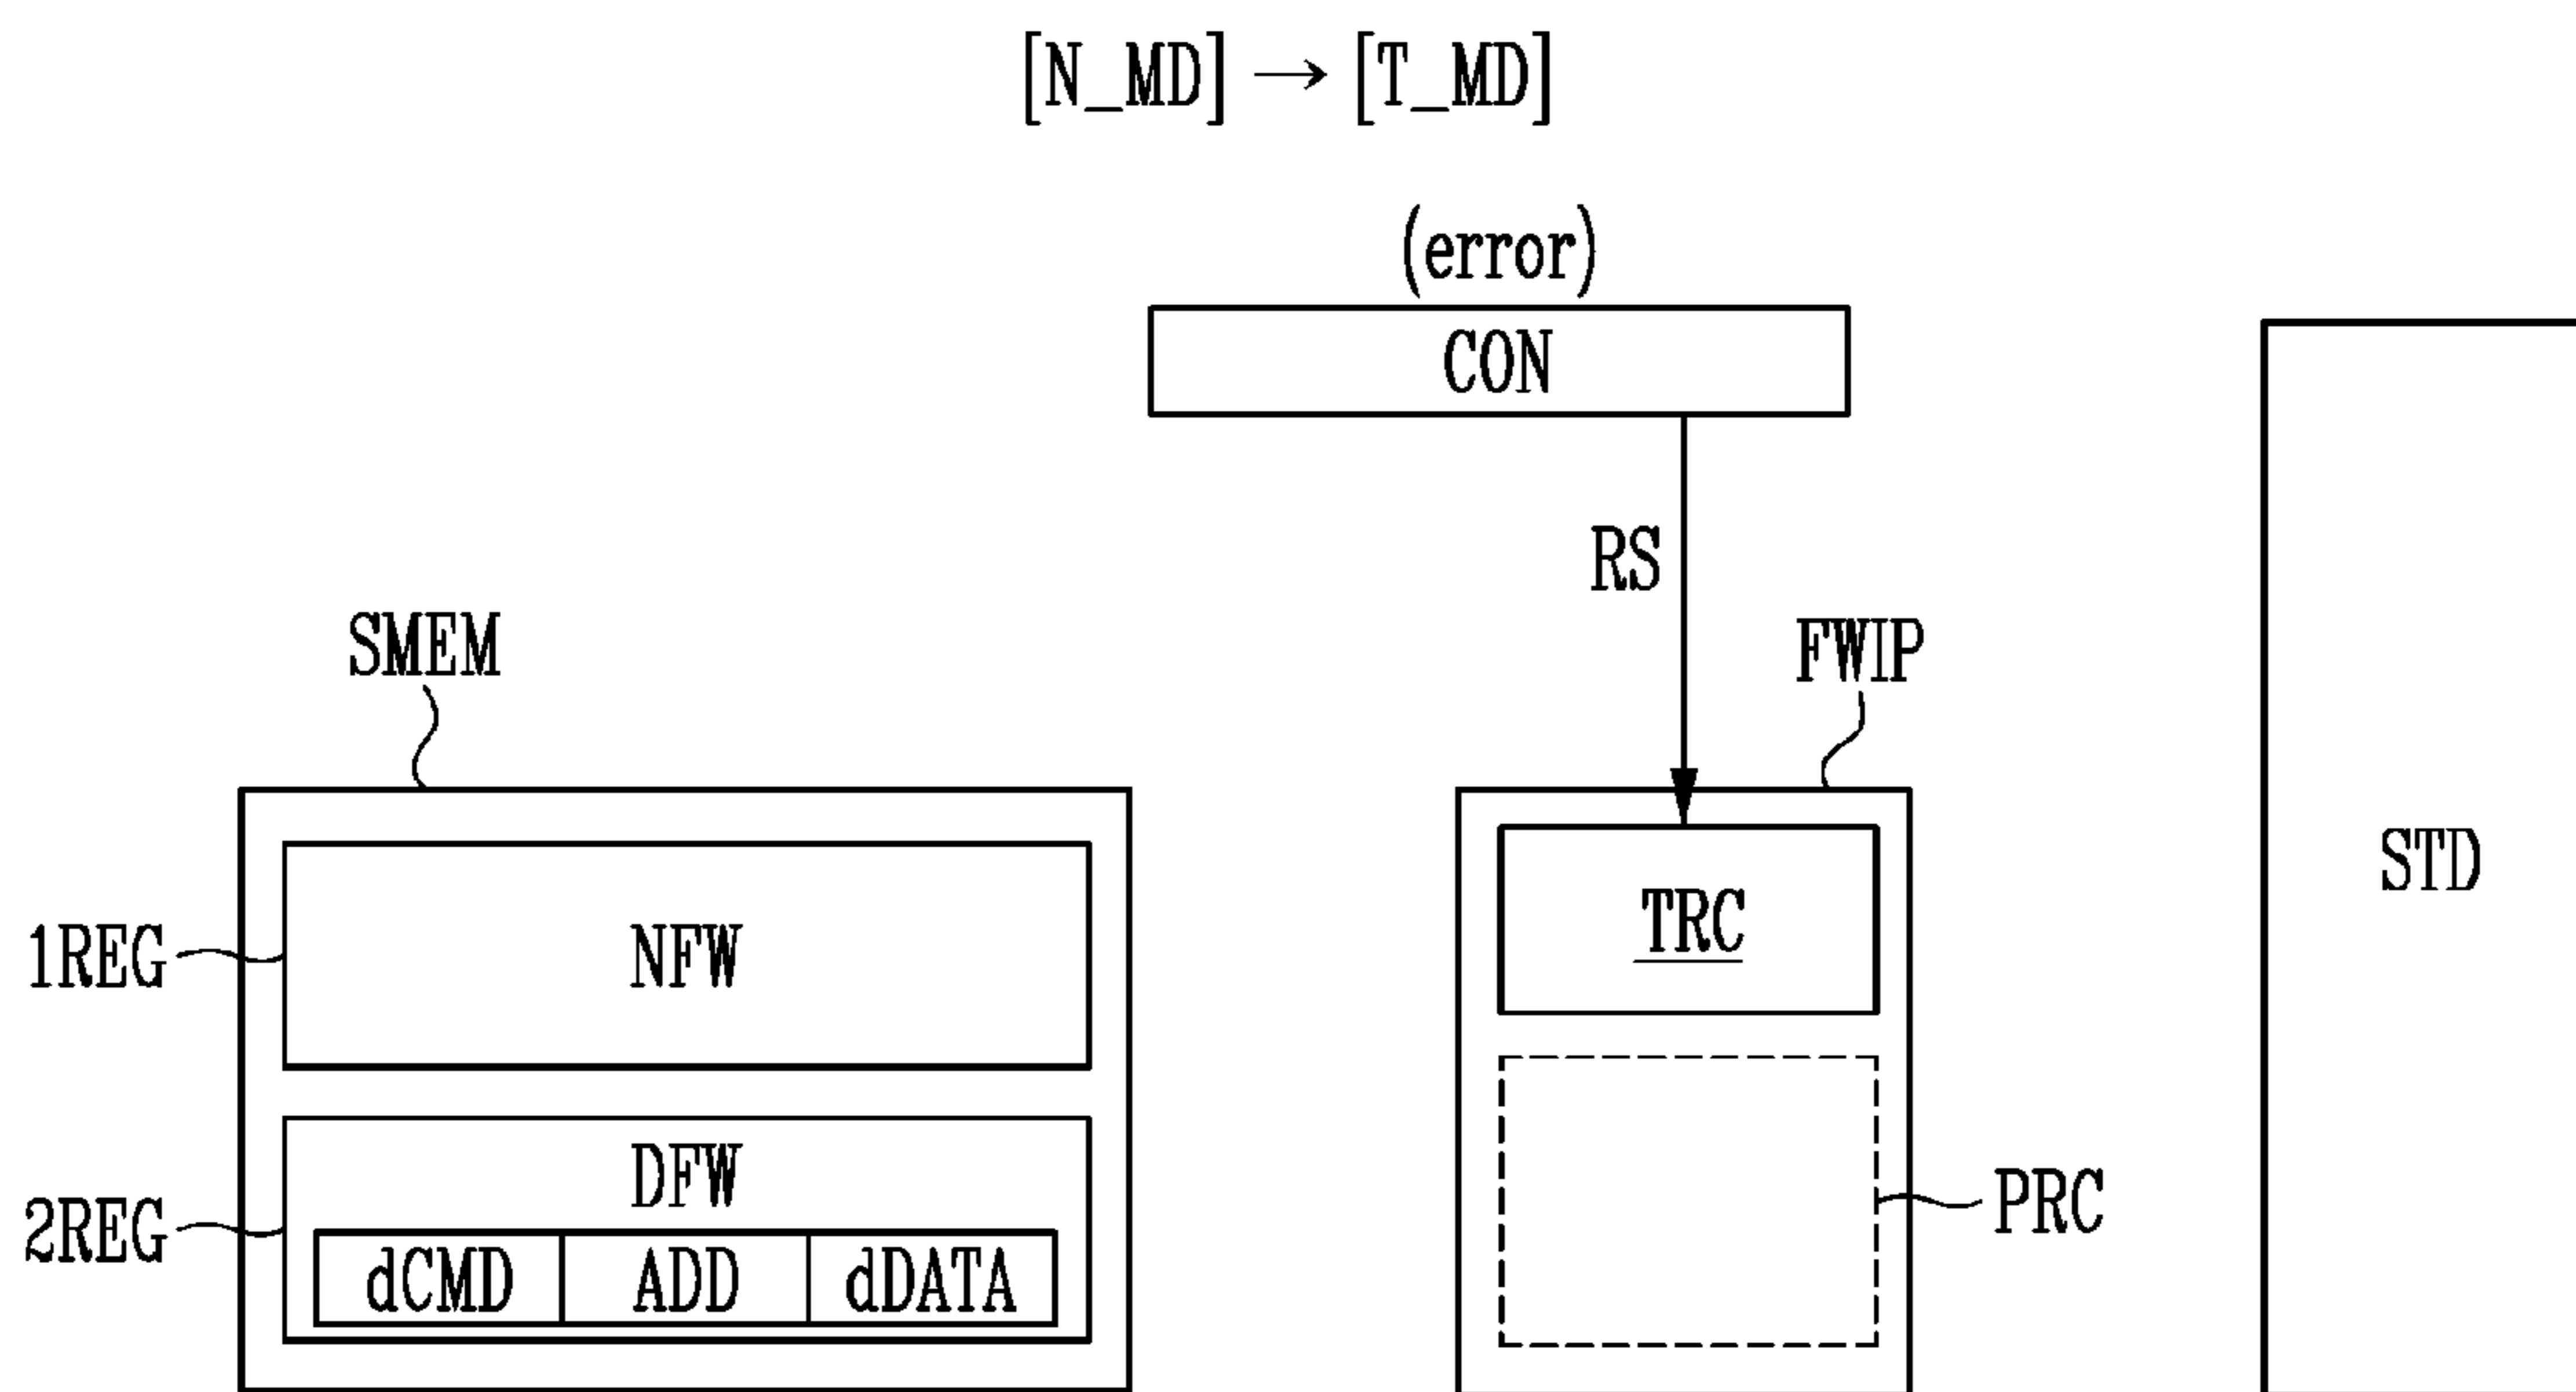 [N_MD] → [T_MD]
(error)
CON
RS
SMEM
FWIP
1REG
NFW
TRC
STD
2REG
DFW
dCMD ADD dDATA
PRC